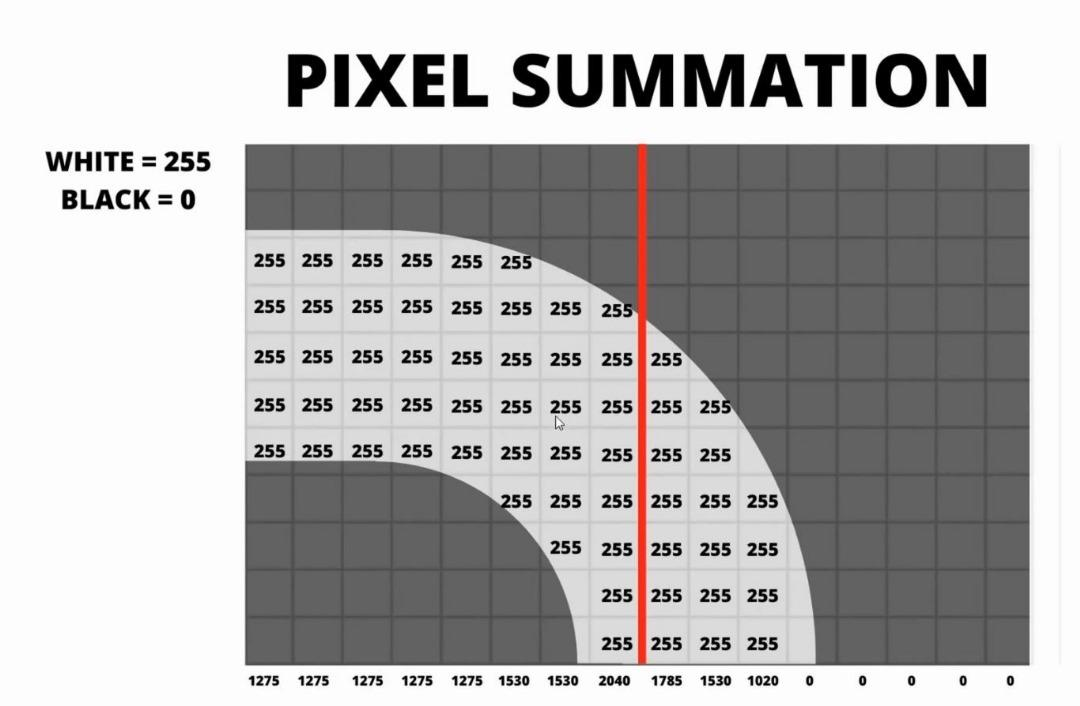 PIXEL SUMMATION
WHITE = 255
BLACK = 0
255 255 255 255 255 255
255 255 255 255 255 255 255 255
255 255 255 255 255 255 255 255 255
255 255 255 255 255 255 255 255 255 255
255 255 255 255 255 255 255 255 255 255
255 255 255 255 255 255
255 255 255 255 255
255 255 255 255
255 255 255 255
1275 1275 1275 1275 1275 1530 1530 2040 1785 1530 1020 0 0 0 0 0